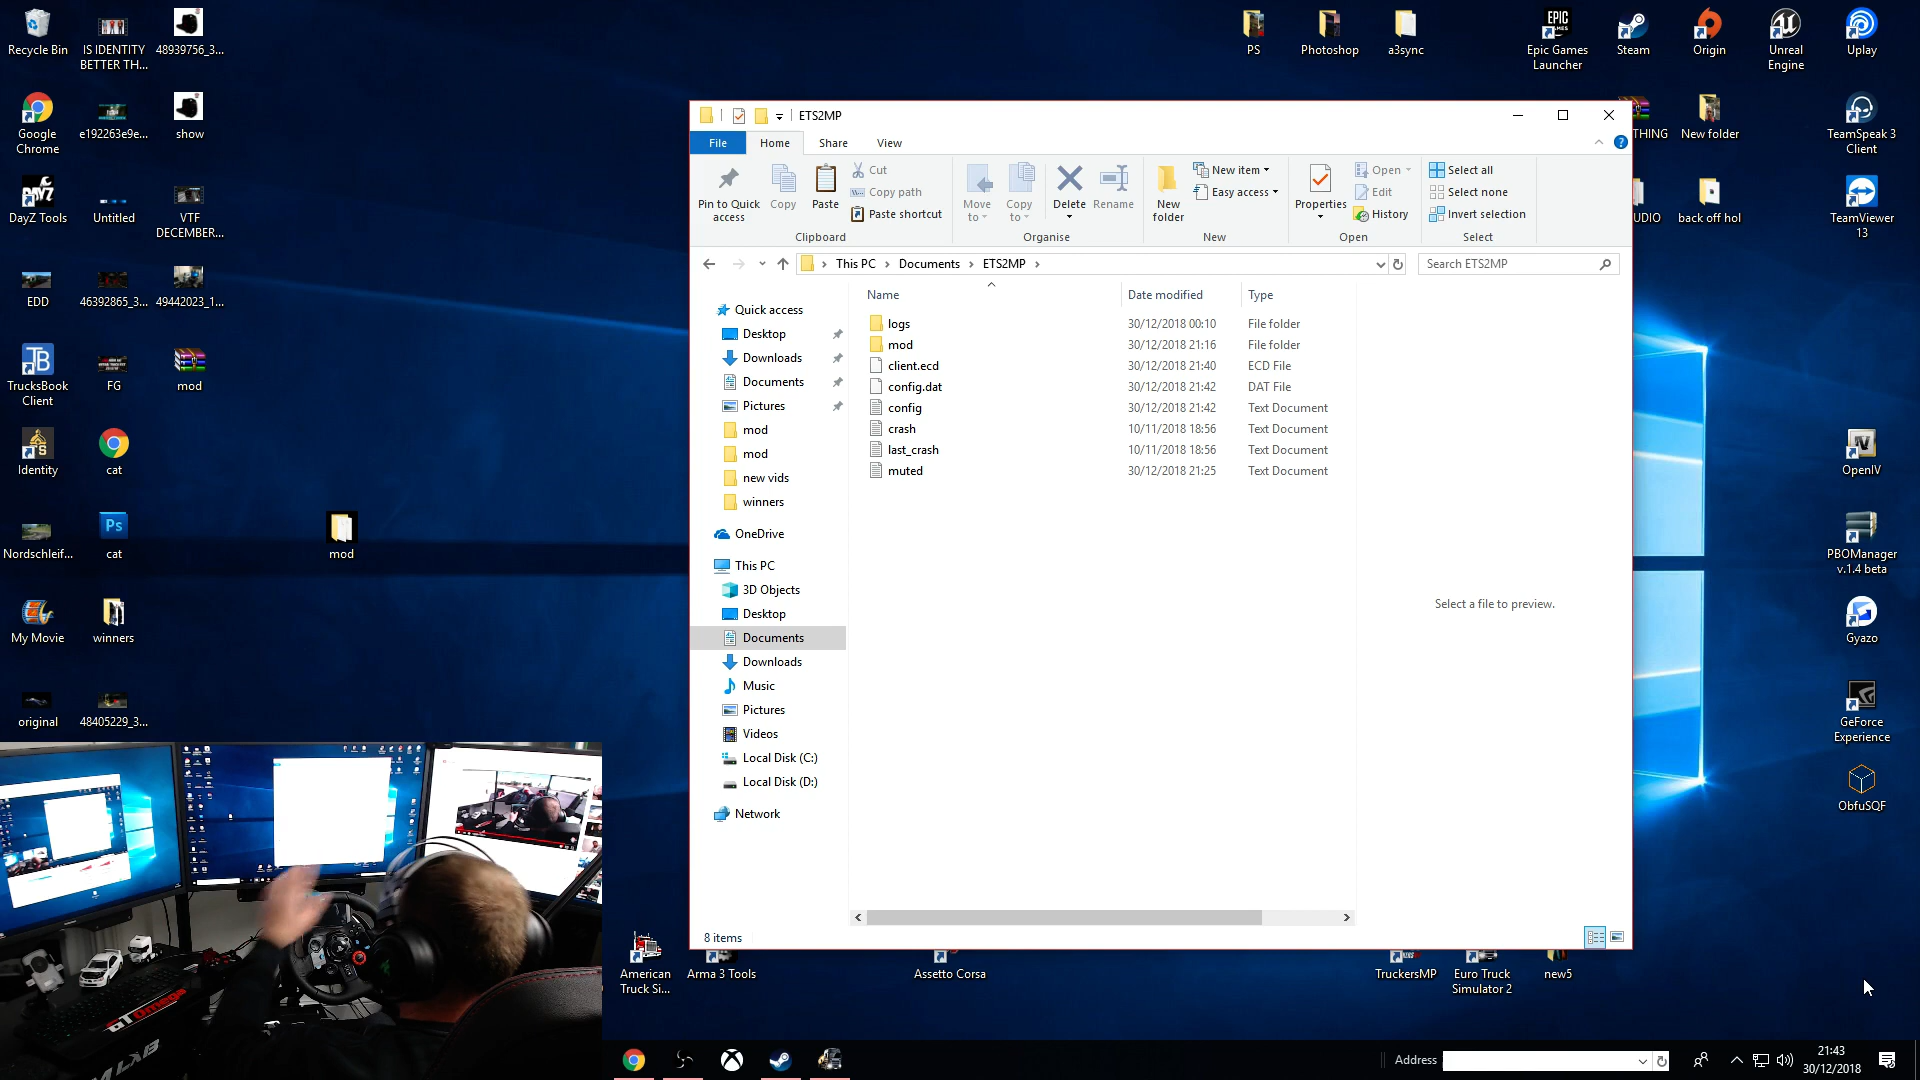 Recycle Bin
IS IDENTITY
BETTER TH...
48939756_3...
PS
Photoshop
a3sync
EPIC
GAMES
Epic Games
Launcher
Steam
Origin
Unreal
Engine
Uplay
Google
Chrome
e192263e9e...
show
THING
New folder
TeamSpeak 3
Client
DAYZ
DayZ Tools
Untitled
VTF
DECEMBER...
UDIO
back off hol
TeamViewer
13
EDD
46392865_3...
49442023_1...
TB
TrucksBook
Client
FG
mod
Identity
cat
OpenIV
Nordschleif...
Ps
cat
mod
PBOManager
v.1.4 beta
My Movie
winners
Gyazo
original
48405229_3...
GeForce
Experience
ObfuSQF
ETS2MP
File
Home
Share
View
Pin to Quick
access
Copy
Paste
Cut
Copy path
Paste shortcut
Clipboard
Move
to
Copy
to
Delete
Rename
Organise
New
folder
New item
Easy access
New
Properties
Open
Edit
History
Open
Select all
Select none
Invert selection
Select
This PC
Documents
ETS2MP
Search ETS2MP
Name
Date modified
Type
logs 30/12/2018 00:10 File folder
mod 30/12/2018 21:16 File folder
client.ecd 30/12/2018 21:40 ECD File
config.dat 30/12/2018 21:42 DAT File
config 30/12/2018 21:42 Text Document
crash 10/11/2018 18:56 Text Document
last_crash 10/11/2018 18:56 Text Document
muted 30/12/2018 21:25 Text Document
Quick access
Desktop
Downloads
Documents
Pictures
mod
mod
new vids
winners
OneDrive
This PC
3D Objects
Desktop
Documents
Downloads
Music
Pictures
Videos
Local Disk (C:)
Local Disk (D:)
Network
Select a file to preview.
8 items
American
Truck Si...
Arma 3 Tools
Assetto Corsa
TruckersMP
Euro Truck
Simulator 2
new5
GT Omega
Address
21:43
30/12/2018